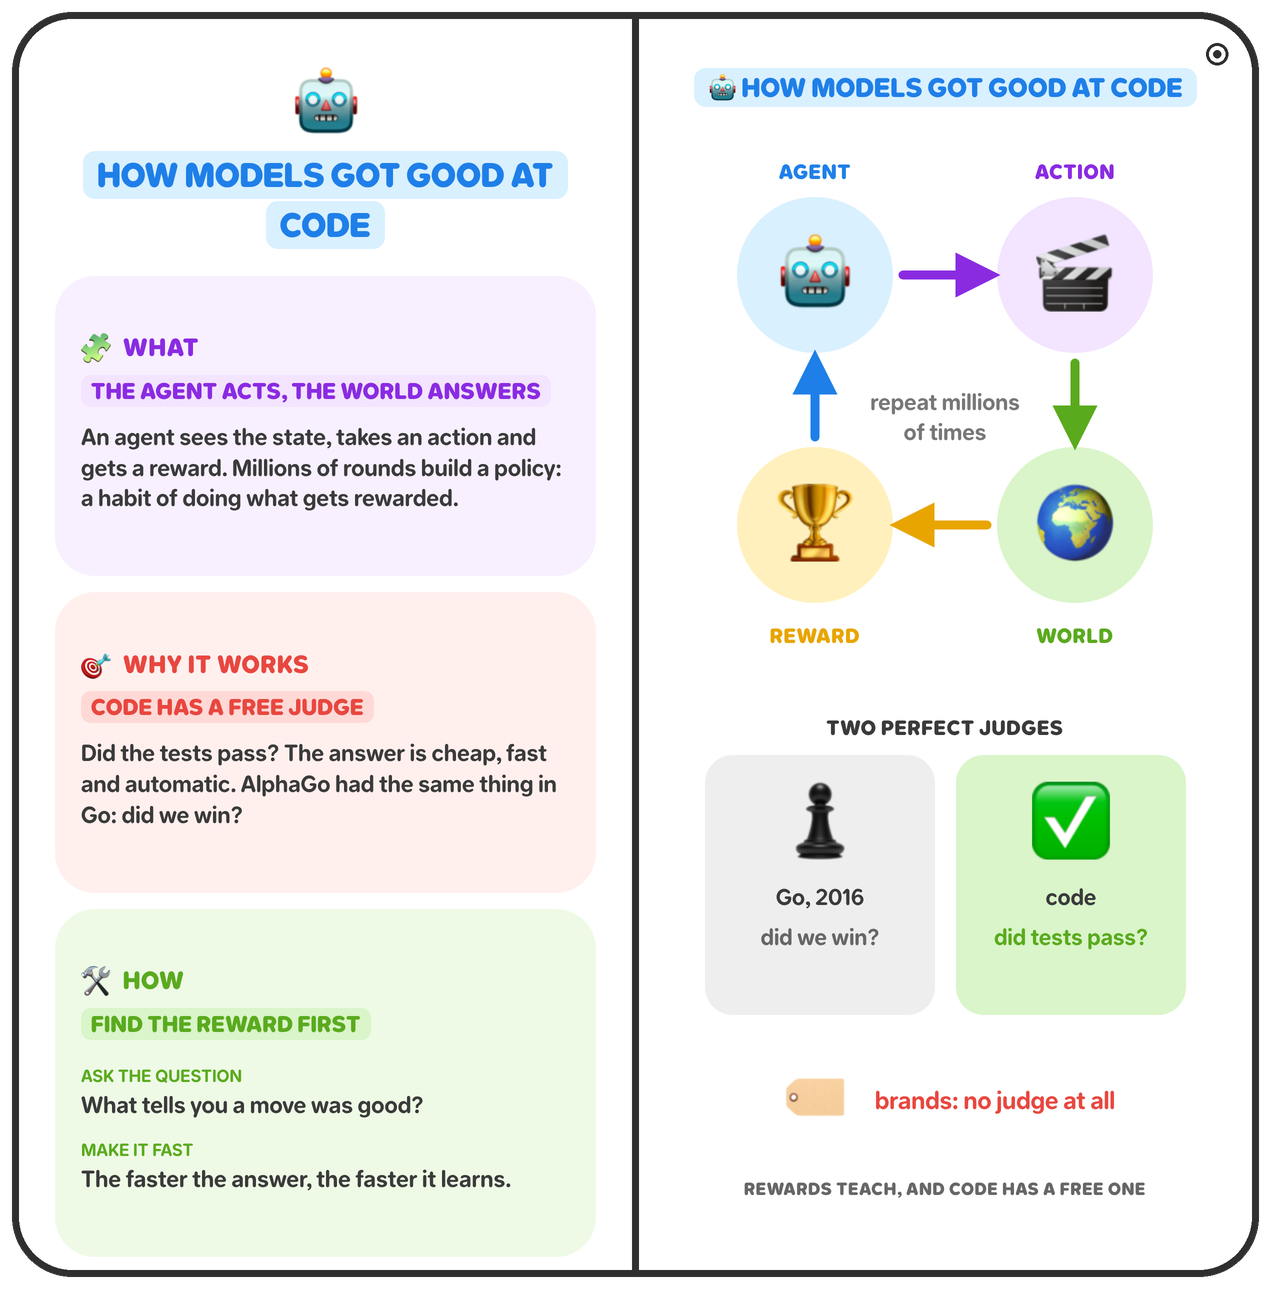 HOW MODELS GOT GOOD AT
CODE
WHAT
THE AGENT ACTS, THE WORLD ANSWERS
An agent sees the state, takes an action and
gets a reward. Millions of rounds build a policy:
a habit of doing what gets rewarded.
WHY IT WORKS
CODE HAS A FREE JUDGE
Did the tests pass? The answer is cheap, fast
and automatic. AlphaGo had the same thing in
Go: did we win?
HOW
FIND THE REWARD FIRST
ASK THE QUESTION
What tells you a move was good?
MAKE IT FAST
The faster the answer, the faster it learns.
HOW MODELS GOT GOOD AT CODE
AGENT
ACTION
repeat millions
of times
REWARD
WORLD
TWO PERFECT JUDGES
Go, 2016
did we win?
code
did tests pass?
brands: no judge at all
REWARDS TEACH, AND CODE HAS A FREE ONE